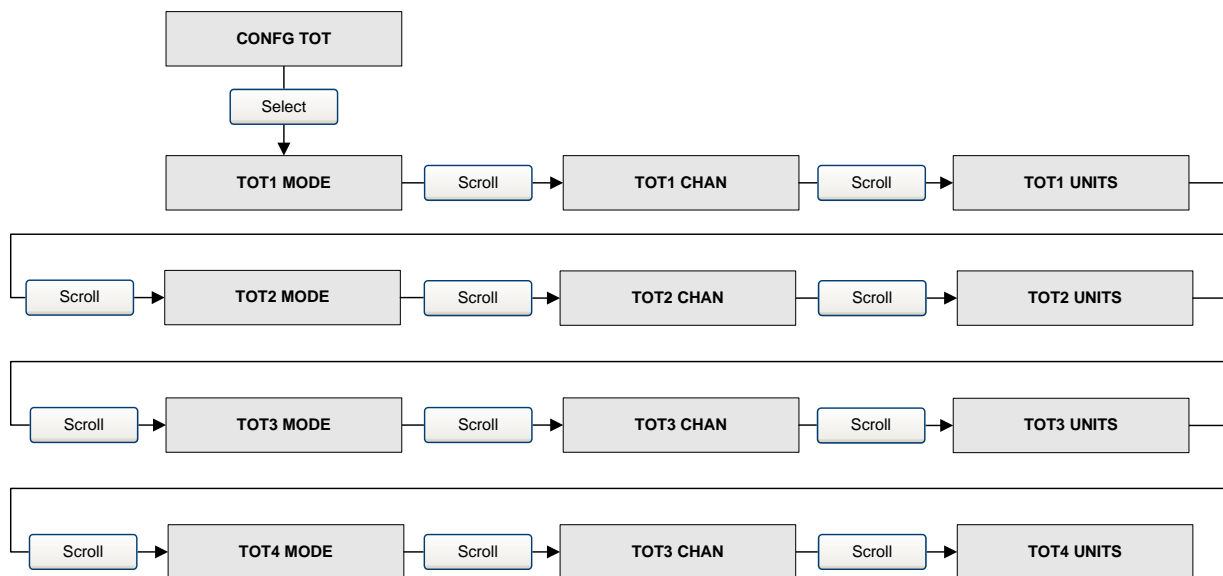 CONFG TOT
Select
TOT1 MODE
Scroll
TOT1 CHAN
Scroll
TOT1 UNITS
Scroll
TOT2 MODE
Scroll
TOT2 CHAN
Scroll
TOT2 UNITS
Scroll
TOT3 MODE
Scroll
TOT3 CHAN
Scroll
TOT3 UNITS
Scroll
TOT4 MODE
Scroll
TOT3 CHAN
Scroll
TOT4 UNITS